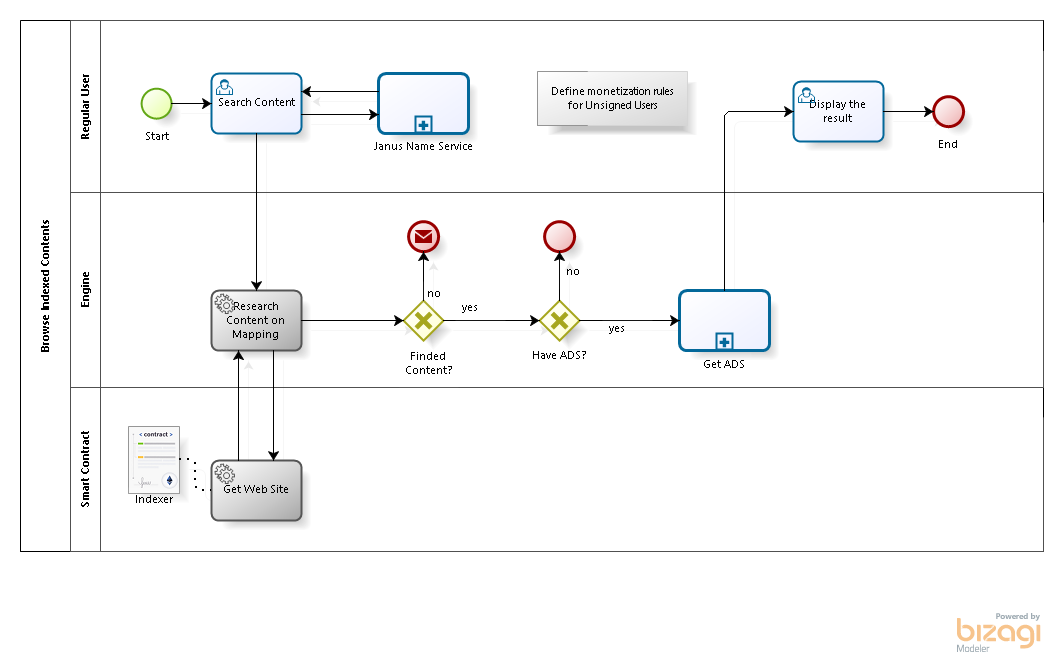 Browse Indexed Contents
Regular User
Start
Search Content
Janus Name Service
Define monetization rules
for Unsigned Users
Display the
result
End
Engine
Research
Content on
Mapping
no
yes
Finded
Content?
no
yes
Have ADS?
Get ADS
Smart Contract
< contract >
Indexer
Get Web Site
Powered by
bizagi
Modeler